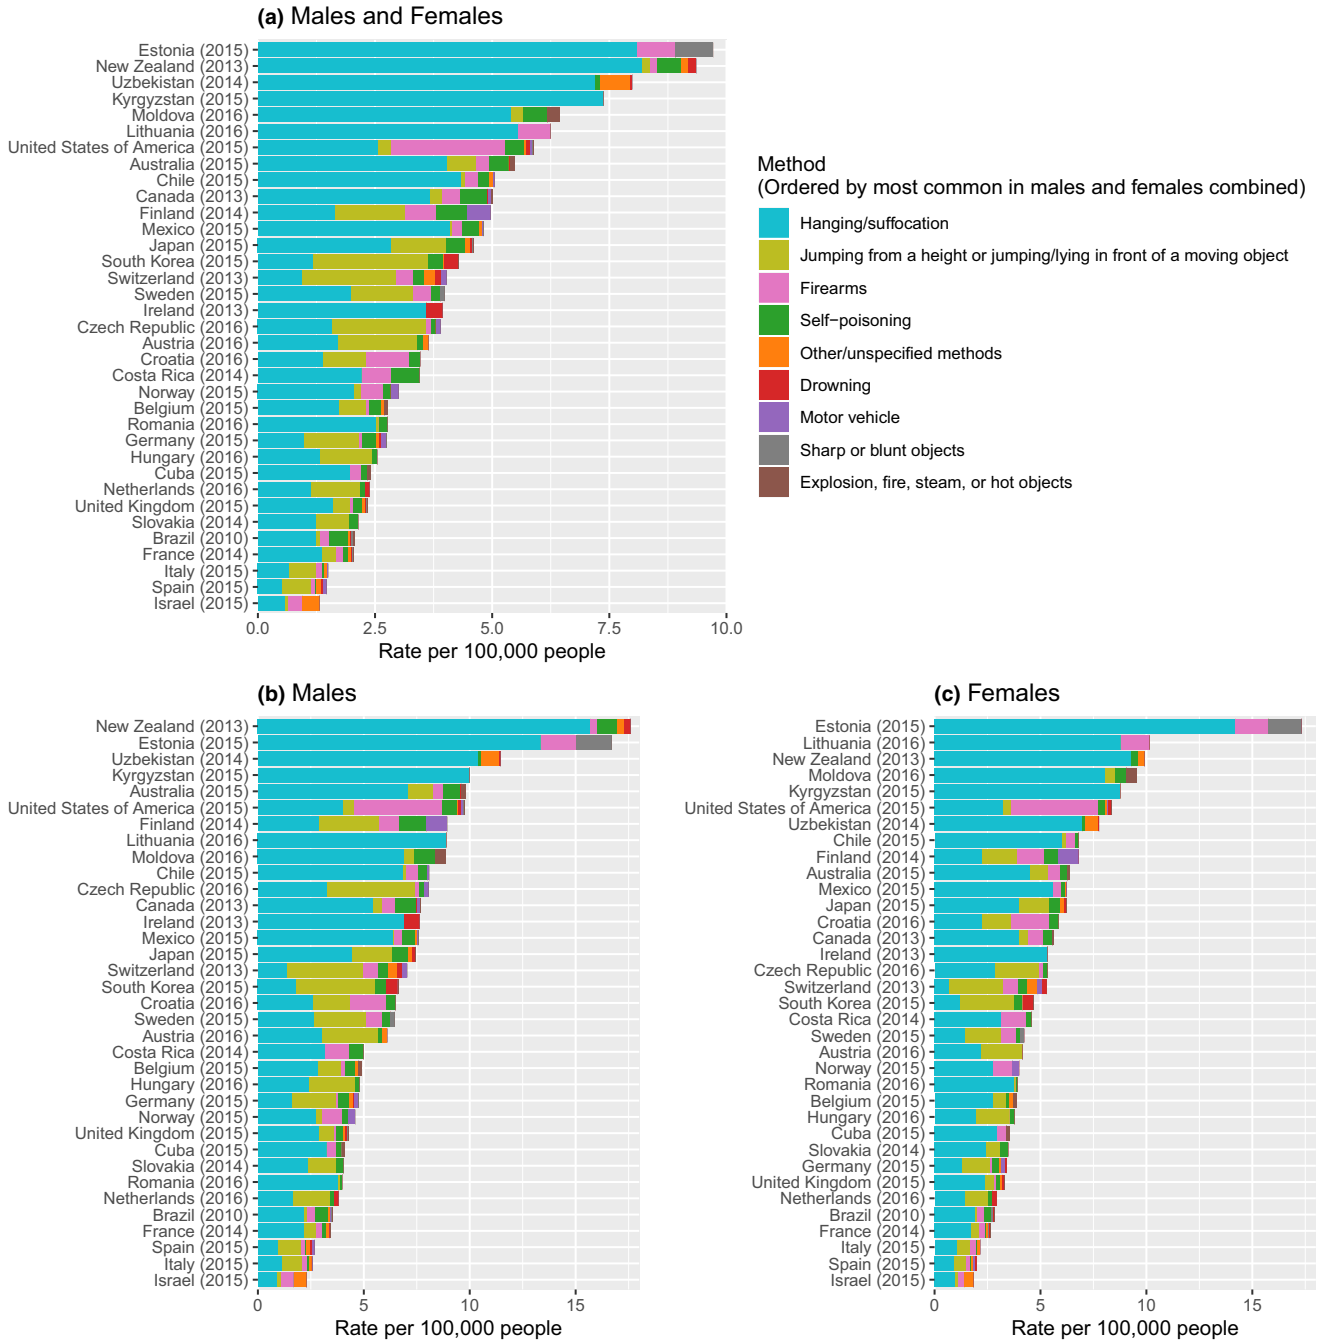 (a) Males and Females
Estonia (2015)
New Zealand (2013)
Uzbekistan (2014)
Kyrgyzstan (2015)
Moldova (2016)
Lithuania (2016)
United States of America (2015)
Australia (2015)
Chile (2015)
Canada (2013)
Finland (2014)
Mexico (2015)
Japan (2015)
South Korea (2015)
Switzerland (2013)
Sweden (2015)
Ireland (2013)
Czech Republic (2016)
Austria (2016)
Croatia (2016)
Costa Rica (2014)
Norway (2015)
Belgium (2015)
Romania (2016)
Germany (2015)
Hungary (2016)
Cuba (2015)
Netherlands (2016)
United Kingdom (2015)
Slovakia (2014)
Brazil (2010)
France (2014)
Italy (2015)
Spain (2015)
Israel (2015)
0.0 2.5 5.0 7.5 10.0
Rate per 100,000 people
Method
(Ordered by most common in males and females combined)
Hanging/suffocation
Jumping from a height or jumping/lying in front of a moving object
Firearms
Self−poisoning
Other/unspecified methods
Drowning
Motor vehicle
Sharp or blunt objects
Explosion, fire, steam, or hot objects
(b) Males
New Zealand (2013)
Estonia (2015)
Uzbekistan (2014)
Kyrgyzstan (2015)
Australia (2015)
United States of America (2015)
Finland (2014)
Lithuania (2016)
Moldova (2016)
Chile (2015)
Czech Republic (2016)
Canada (2013)
Ireland (2013)
Mexico (2015)
Japan (2015)
Switzerland (2013)
South Korea (2015)
Croatia (2016)
Sweden (2015)
Austria (2016)
Costa Rica (2014)
Belgium (2015)
Hungary (2016)
Germany (2015)
Norway (2015)
United Kingdom (2015)
Cuba (2015)
Slovakia (2014)
Romania (2016)
Netherlands (2016)
Brazil (2010)
France (2014)
Spain (2015)
Italy (2015)
Israel (2015)
0 5 10 15
Rate per 100,000 people
(c) Females
Estonia (2015)
Lithuania (2016)
New Zealand (2013)
Moldova (2016)
Kyrgyzstan (2015)
United States of America (2015)
Uzbekistan (2014)
Chile (2015)
Finland (2014)
Australia (2015)
Mexico (2015)
Japan (2015)
Croatia (2016)
Canada (2013)
Ireland (2013)
Czech Republic (2016)
Switzerland (2013)
South Korea (2015)
Costa Rica (2014)
Sweden (2015)
Austria (2016)
Norway (2015)
Romania (2016)
Belgium (2015)
Hungary (2016)
Cuba (2015)
Slovakia (2014)
Germany (2015)
United Kingdom (2015)
Netherlands (2016)
Brazil (2010)
France (2014)
Italy (2015)
Spain (2015)
Israel (2015)
0 5 10 15
Rate per 100,000 people